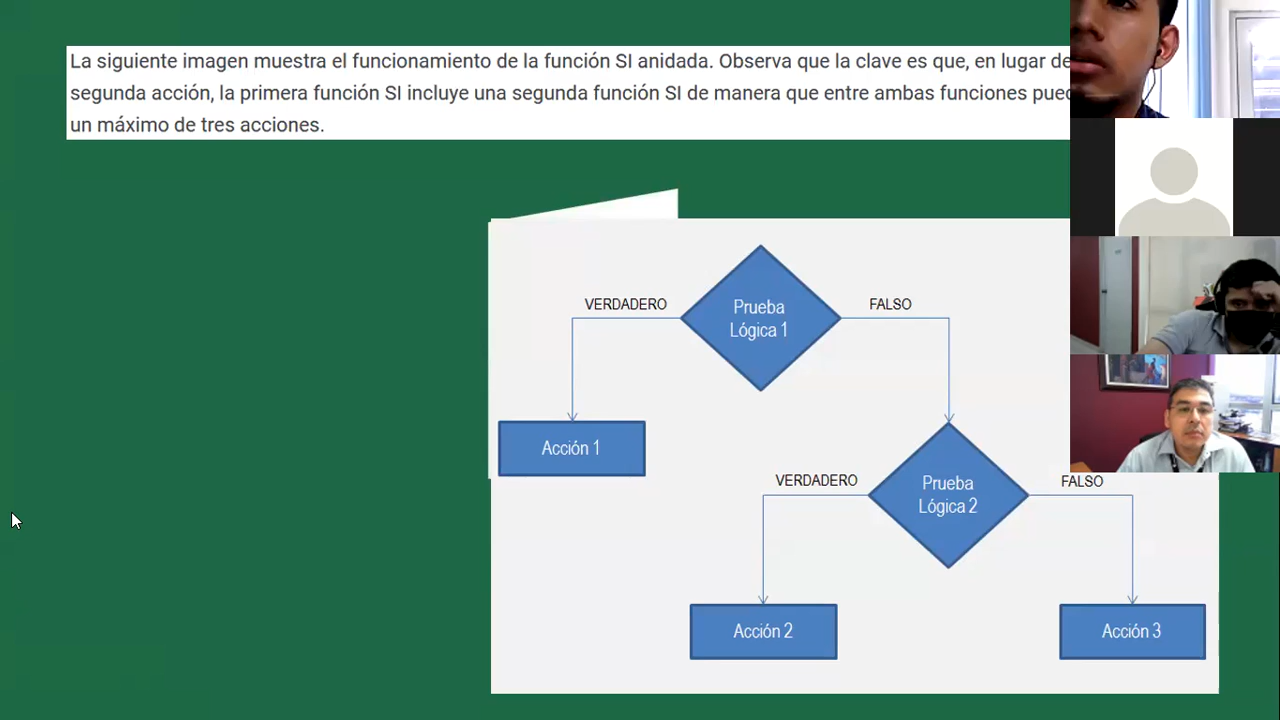 La siguiente imagen muestra el funcionamiento de la función SI anidada. Observa que la clave es que, en lugar de
segunda acción, la primera función SI incluye una segunda función SI de manera que entre ambas funciones
un máximo de tres acciones.
VERDADERO
Prueba
Lógica 1
FALSO
Acción 1
VERDADERO
Prueba
Lógica 2
FALSO
Acción 2
Acción 3